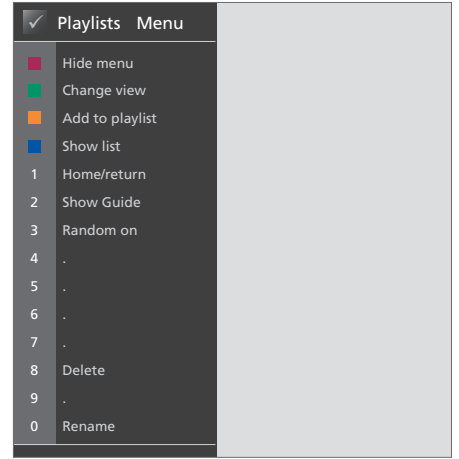 Playlists Menu
Hide menu
Change view
Add to playlist
Show list
1 Home/return
2 Show Guide
3 Random on
4 .
5 .
6 .
7 .
8 Delete
9 .
0 Rename